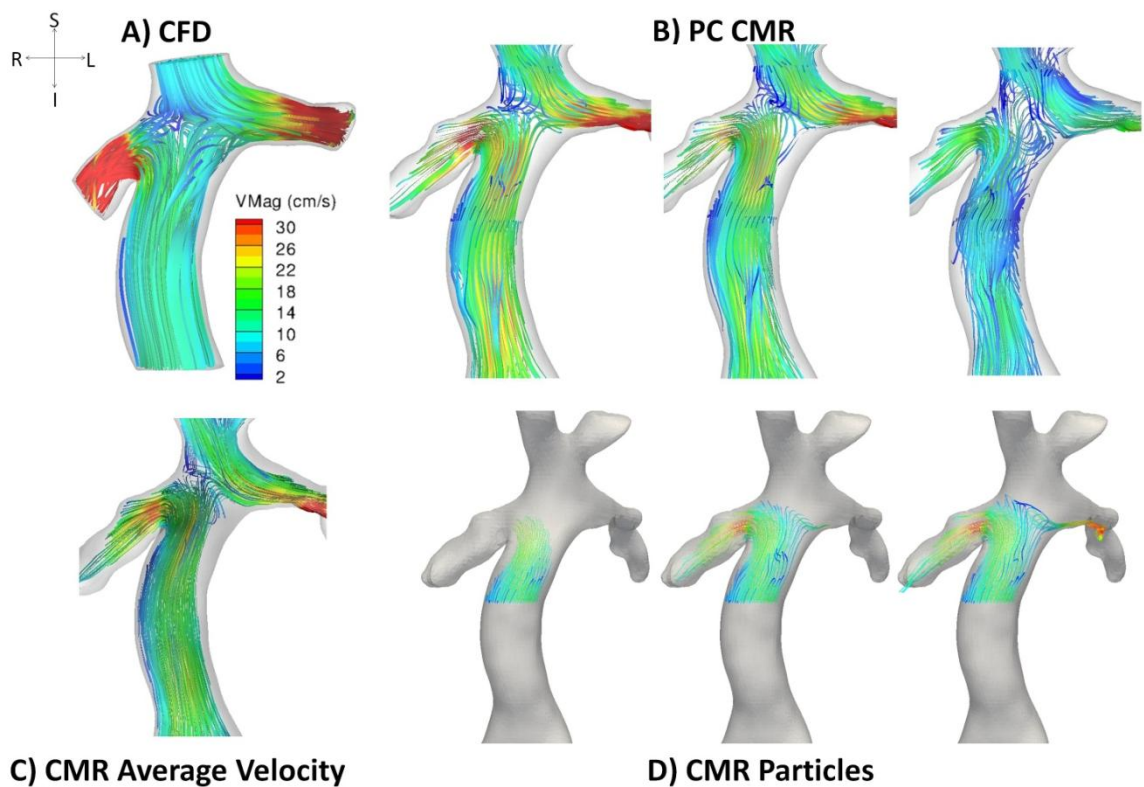 S
A) CFD
B) PC CMR
R L
I
VMag (cm/s)
30
26
22
18
14
10
6
2
C) CMR Average Velocity
D) CMR Particles